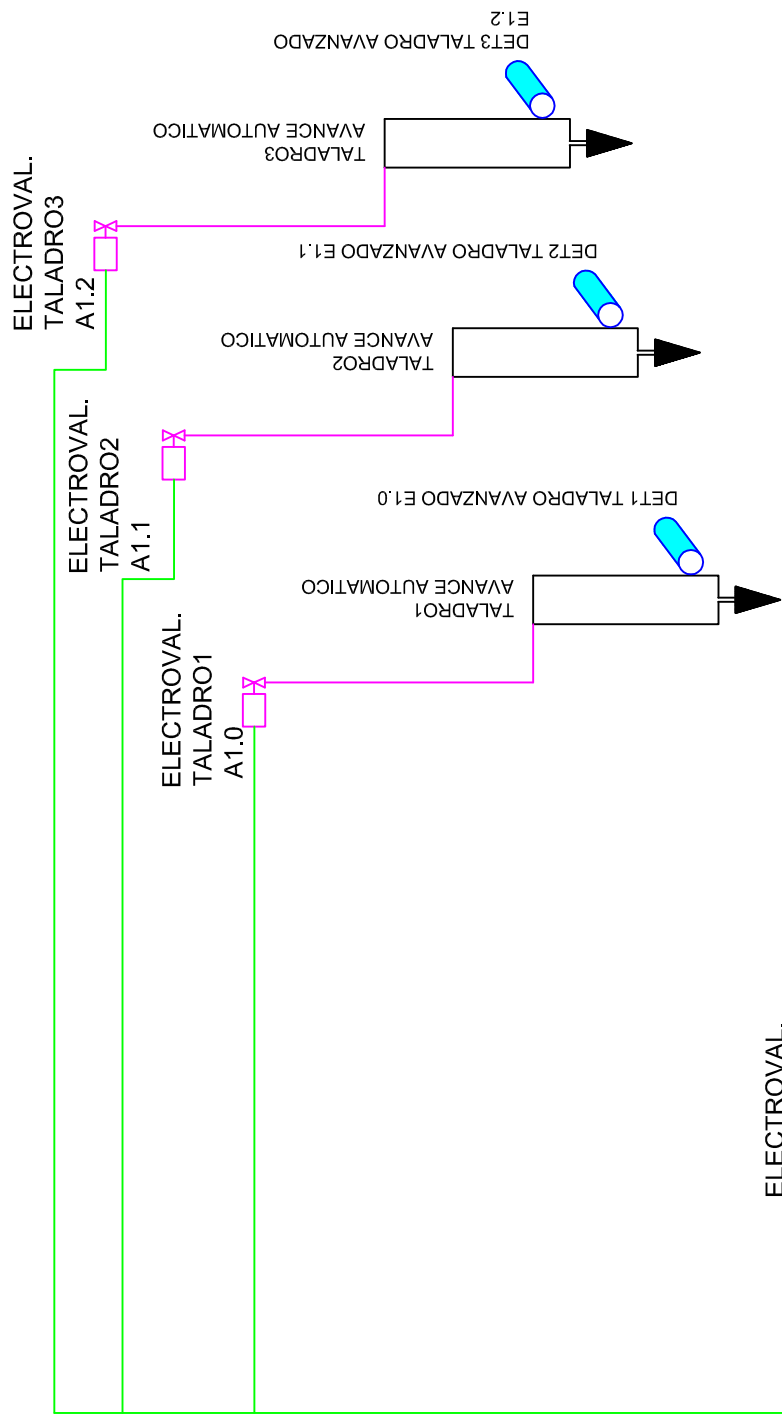 ELECTROVAL.
TALADRO3
A1.2
TALADRO3
AVANCE AUTOMATICO
DET3 TALADRO AVANZADO
E1.2
ELECTROVAL.
TALADRO2
A1.1
TALADRO2
AVANCE AUTOMATICO
DET2 TALADRO AVANZADO E1.1
ELECTROVAL.
TALADRO1
A1.0
TALADRO1
AVANCE AUTOMATICO
DET1 TALADRO AVANZADO E1.0
ELECTROVAL.